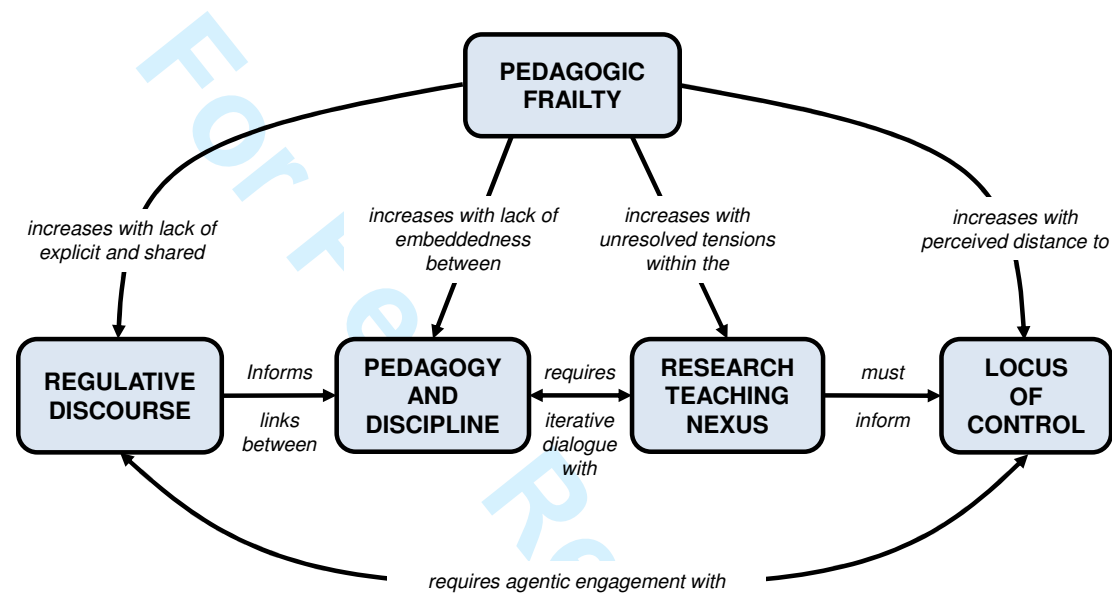 PEDAGOGIC
FRAILTY
increases with lack of
explicit and shared
increases with lack of
embeddedness
between
increases with
unresolved tensions
within the
increases with
perceived distance to
REGULATIVE
DISCOURSE
Informs
links
between
PEDAGOGY
AND
DISCIPLINE
requires
iterative
dialogue
with
RESEARCH
TEACHING
NEXUS
must
inform
LOCUS
OF
CONTROL
requires agentic engagement with
For